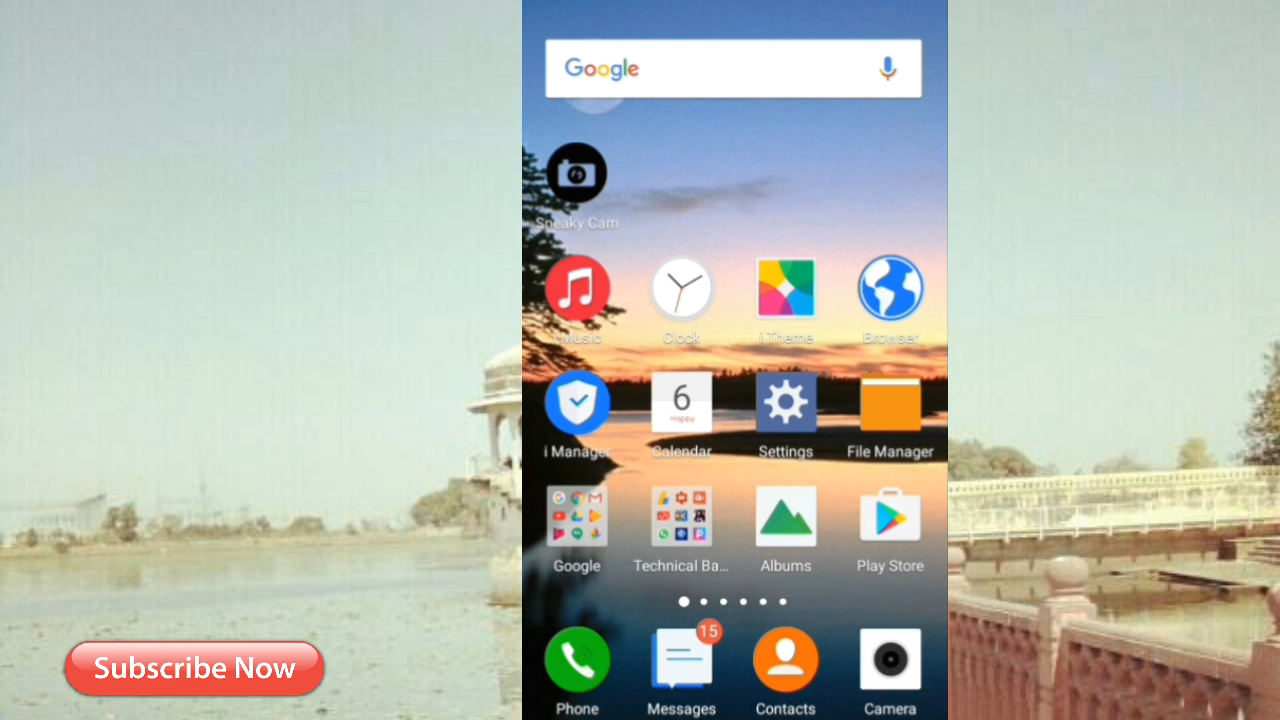 Google
Sneaky Cam
Music
Clock
i Theme
Browser
6
Happy
i Manager
Calendar
Settings
File Manager
Google
Technical Ba...
Albums
Play Store
15
Subscribe Now
Phone
Messages
Contacts
Camera